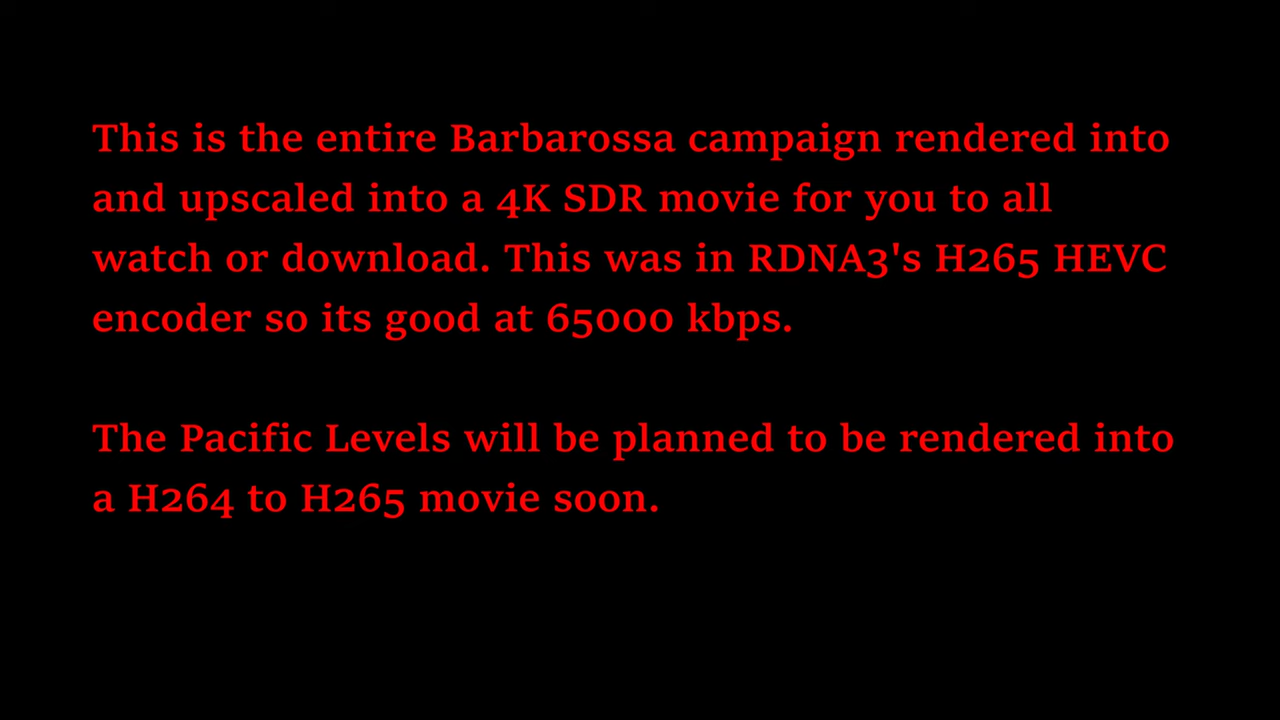 This is the entire Barbarossa campaign rendered into
and upscaled into a 4K SDR movie for you to all
watch or download. This was in RDNA3's H265 HEVC
encoder so its good at 65000 kbps.
The Pacific Levels will be planned to be rendered into
a H264 to H265 movie soon.